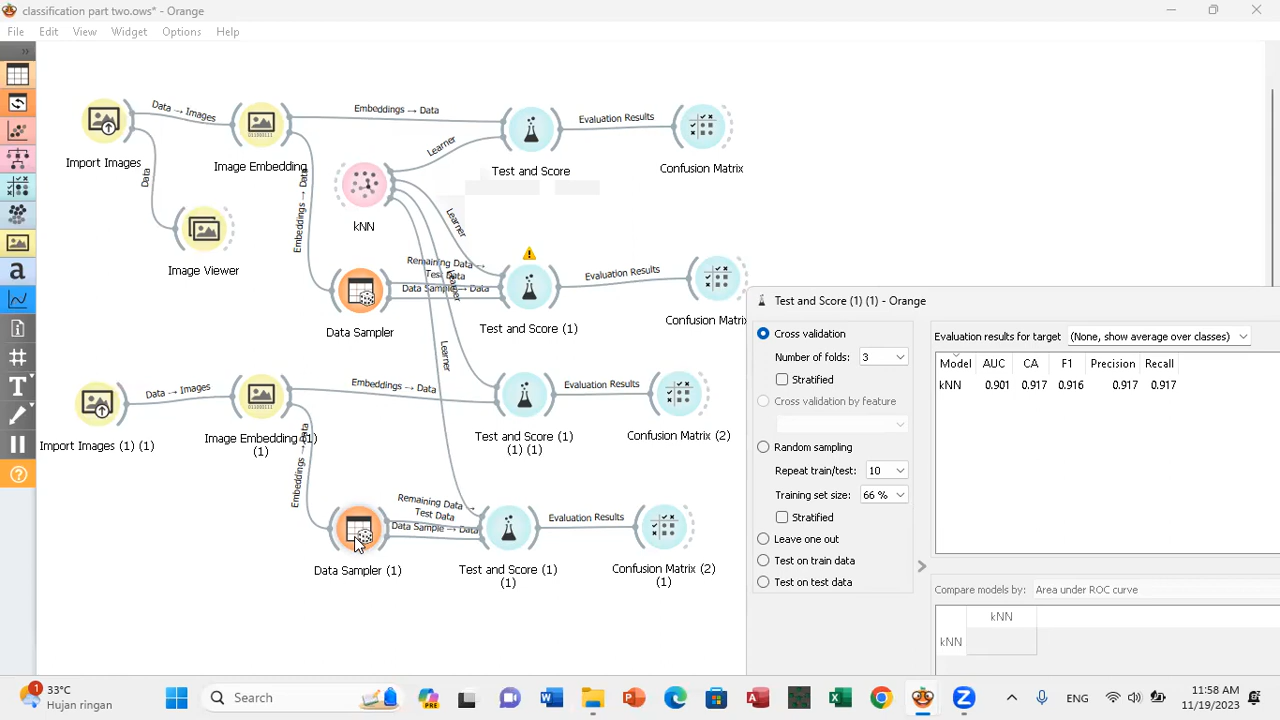 classification part two.ows* - Orange
File Edit View Widget Options Help
Data → Images
Embeddings → Data
Evaluation Results
Import Images
Image Embedding
Learner
Test and Score
Confusion Matrix
Data
kNN
Embeddings → Data
Learner
Image Viewer
Remaining Data →
Test Data
Data Sample → Data
Learner
Evaluation Results
Data Sampler
Test and Score (1)
Confusion Matrix
Learner
Data → Images
Embeddings → Data
Evaluation Results
Import Images (1) (1)
Image Embedding (1)
(1)
Test and Score (1)
(1) (1)
Confusion Matrix (2)
Embeddings → Data
Remaining Data →
Test Data
Data Sample → Data
Evaluation Results
Data Sampler (1)
Test and Score (1)
(1)
Confusion Matrix (2)
(1)
Test and Score (1) (1) - Orange
Cross validation
Number of folds: 3
Stratified
Cross validation by feature
Random sampling
Repeat train/test: 10
Training set size: 66 %
Stratified
Leave one out
Test on train data
Test on test data
Evaluation results for target (None, show average over classes)
Model AUC CA F1 Precision Recall
kNN 0.901 0.917 0.916 0.917 0.917
Compare models by: Area under ROC curve
kNN
kNN
1
33°C
Hujan ringan
Search
PRE
ENG
11:58 AM
11/19/2023